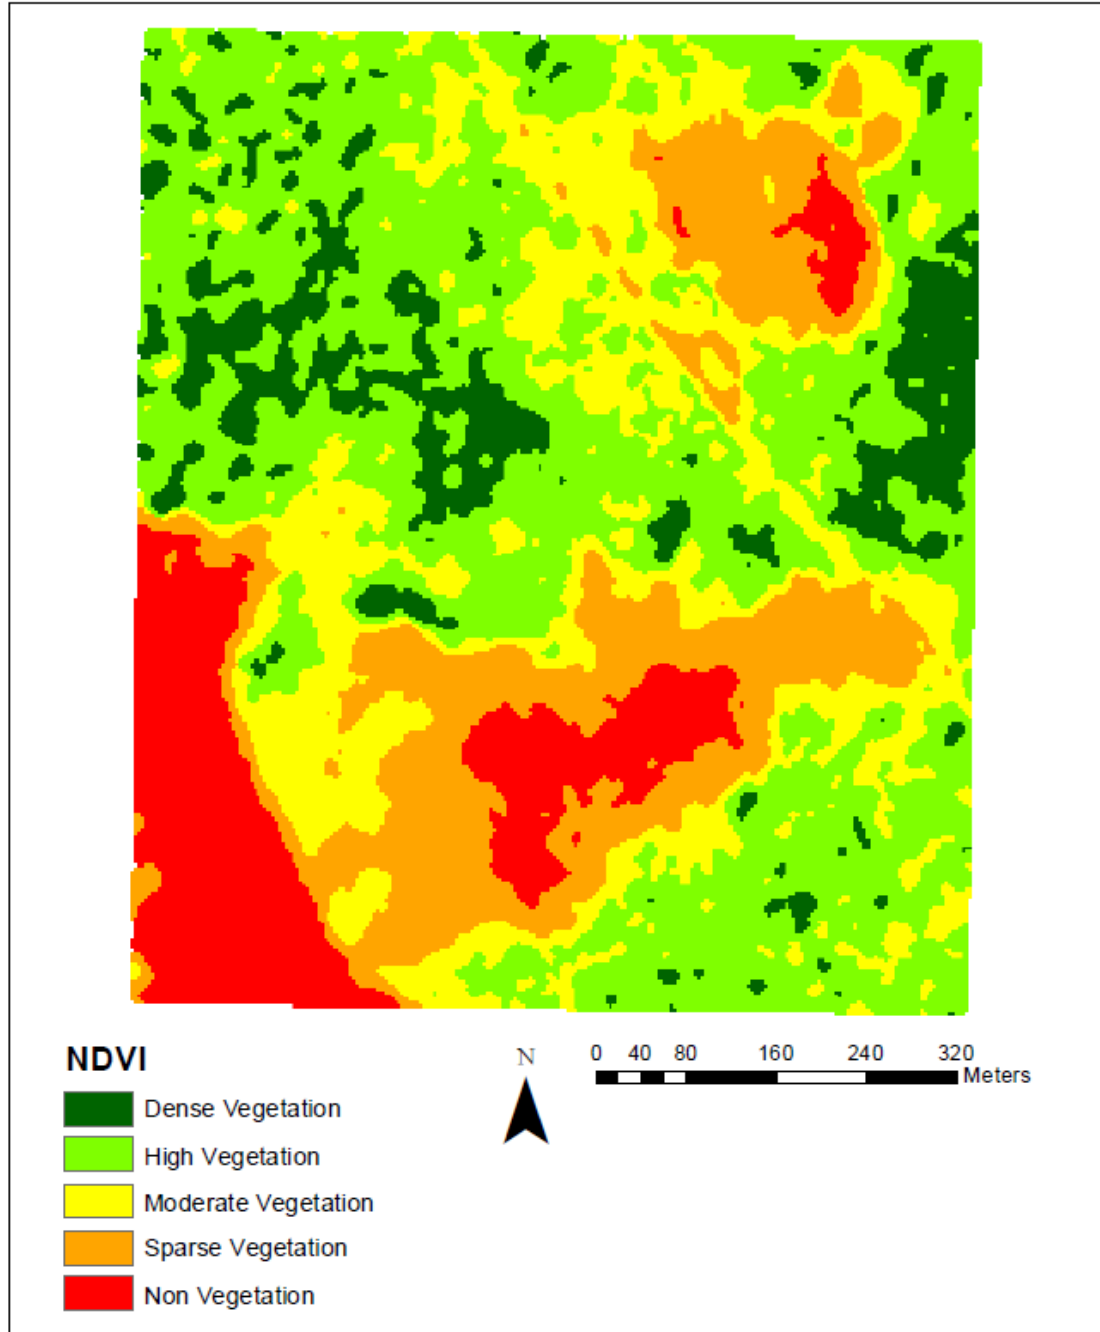 NDVI
Dense Vegetation
High Vegetation
Moderate Vegetation
Sparse Vegetation
Non Vegetation
N
0 40 80 160 240 320
Meters